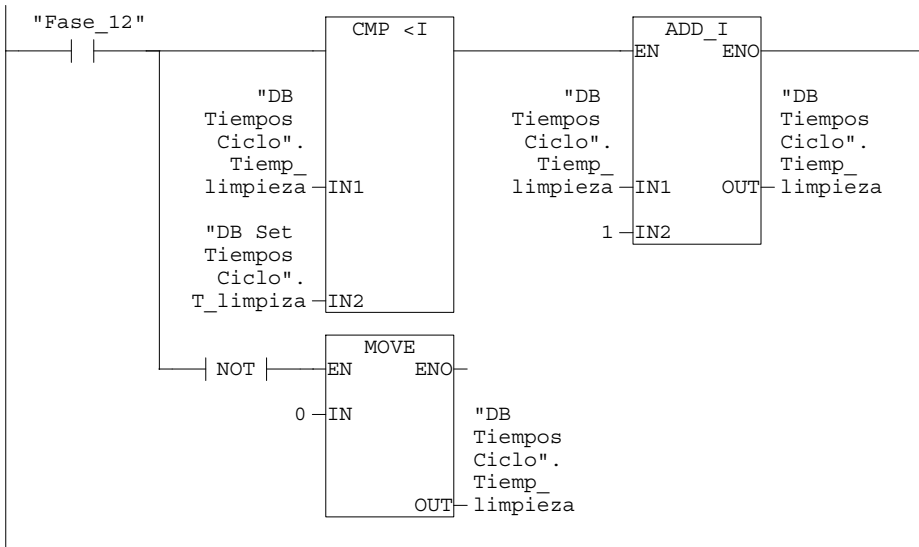 "Fase_12"
CMP <I
ADD_I
EN ENO
"DB
Tiempos
Ciclo".
Tiemp_
limpieza
IN1
"DB Set
Tiempos
Ciclo".
T_limpiza
IN2
"DB
Tiempos
Ciclo".
Tiemp_
limpieza
IN1
1
IN2
OUT
"DB
Tiempos
Ciclo".
Tiemp_
limpieza
NOT
MOVE
EN ENO
0
IN
OUT
"DB
Tiempos
Ciclo".
Tiemp_
limpieza